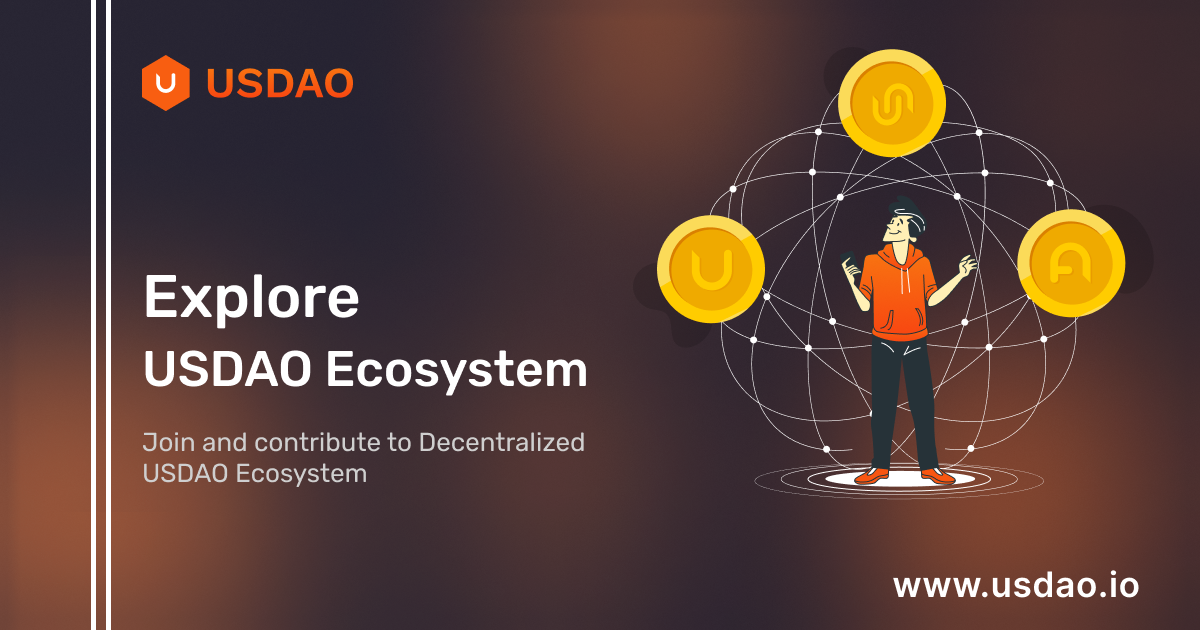 USDAO
Explore
USDAO Ecosystem
Join and contribute to Decentralized
USDAO Ecosystem
www.usdao.io